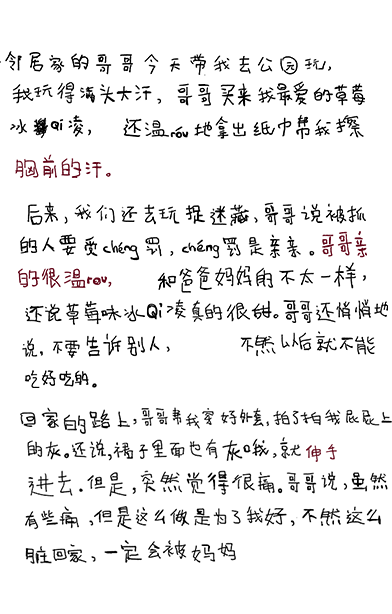 邻居家的哥哥今天带我去公园玩,
我玩得满头大汗,哥哥买来我最爱的草莓
冰Qi凌, 还温róu地拿出纸巾帮我擦
胸前的汗。
后来,我们还去玩捉迷藏,哥哥说被抓
的人要受chéng罚,chéng罚是亲亲。哥哥亲
的很温rou, 和爸爸妈妈的不太一样,
还说草莓味冰Qi凌真的很甜。哥哥还悄悄地
说,不要告诉别人, 不然以后就不能
吃好吃的。
回家的路上,哥哥帮我穿好外套,拍了拍我屁屁上
的灰。还说,裙子里面也有灰哦,就伸手
进去。但是,突然觉得很痛。哥哥说,虽然
有些痛,但是这么做是为了我好,不然这么
脏回家,一定会被妈妈